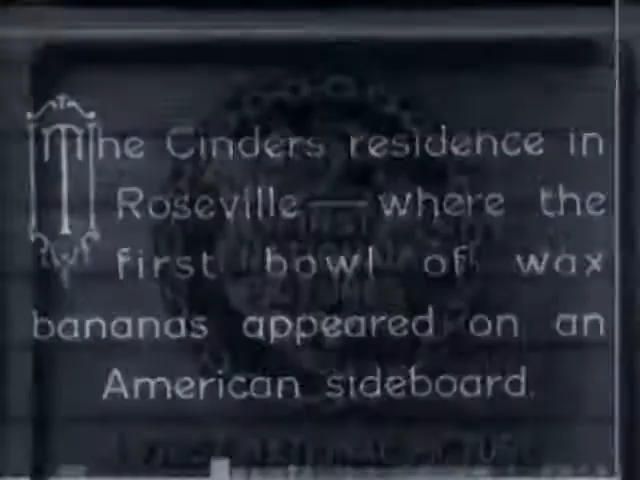 The Cinders residence in
Roseville — where the
first bowl of wax
bananas appeared on an
American sideboard.